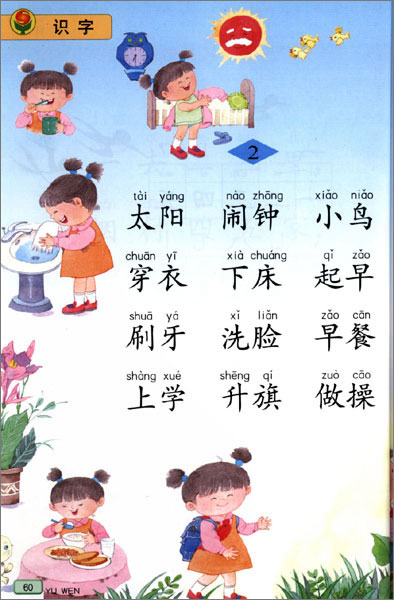 识字
2
tài yáng nào zhōng xiǎo niǎo
太阳 闹钟 小鸟
chuān yī xià chuáng qǐ zǎo
穿衣 下床 起早
shuā yá xǐ liǎn zǎo cān
刷牙 洗脸 早餐
shàng xué shēng qí zuò cāo
上学 升旗 做操
60 YU WEN